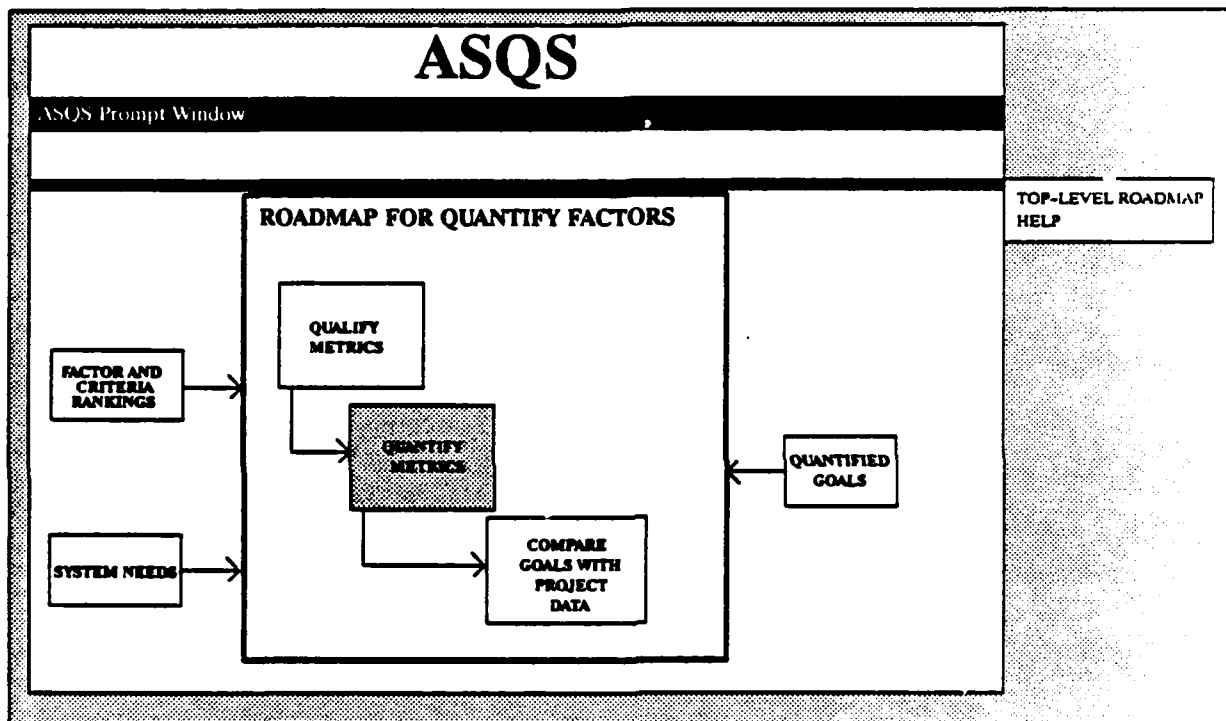 ASQS
ASQS Prompt Window
TOP-LEVEL ROADMAP
HELP
ROADMAP FOR QUANTIFY FACTORS
QUALIFY
METRICS
FACTOR AND
CRITERIA
RANKINGS
QUANTIFY
METRICS
QUANTIFIED
GOALS
SYSTEM NEEDS
COMPARE
GOALS WITH
PROJECT
DATA